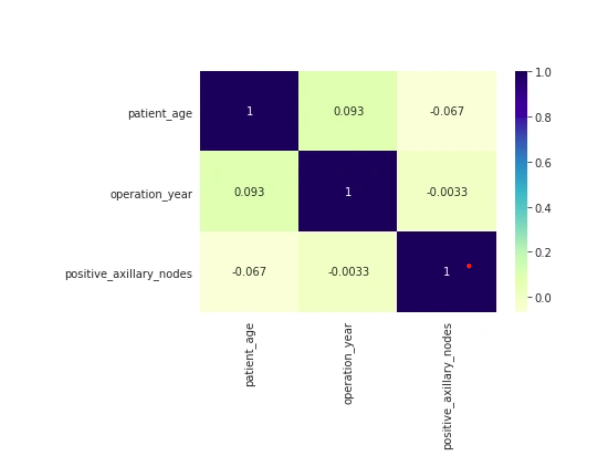 1.0
patient_age 1 0.093 -0.067
0.8
0.6
operation_year 0.093 1 -0.0033
0.4
0.2
positive_axillary_nodes -0.067 -0.0033 1
0.0
patient_age
operation_year
positive_axillary_nodes